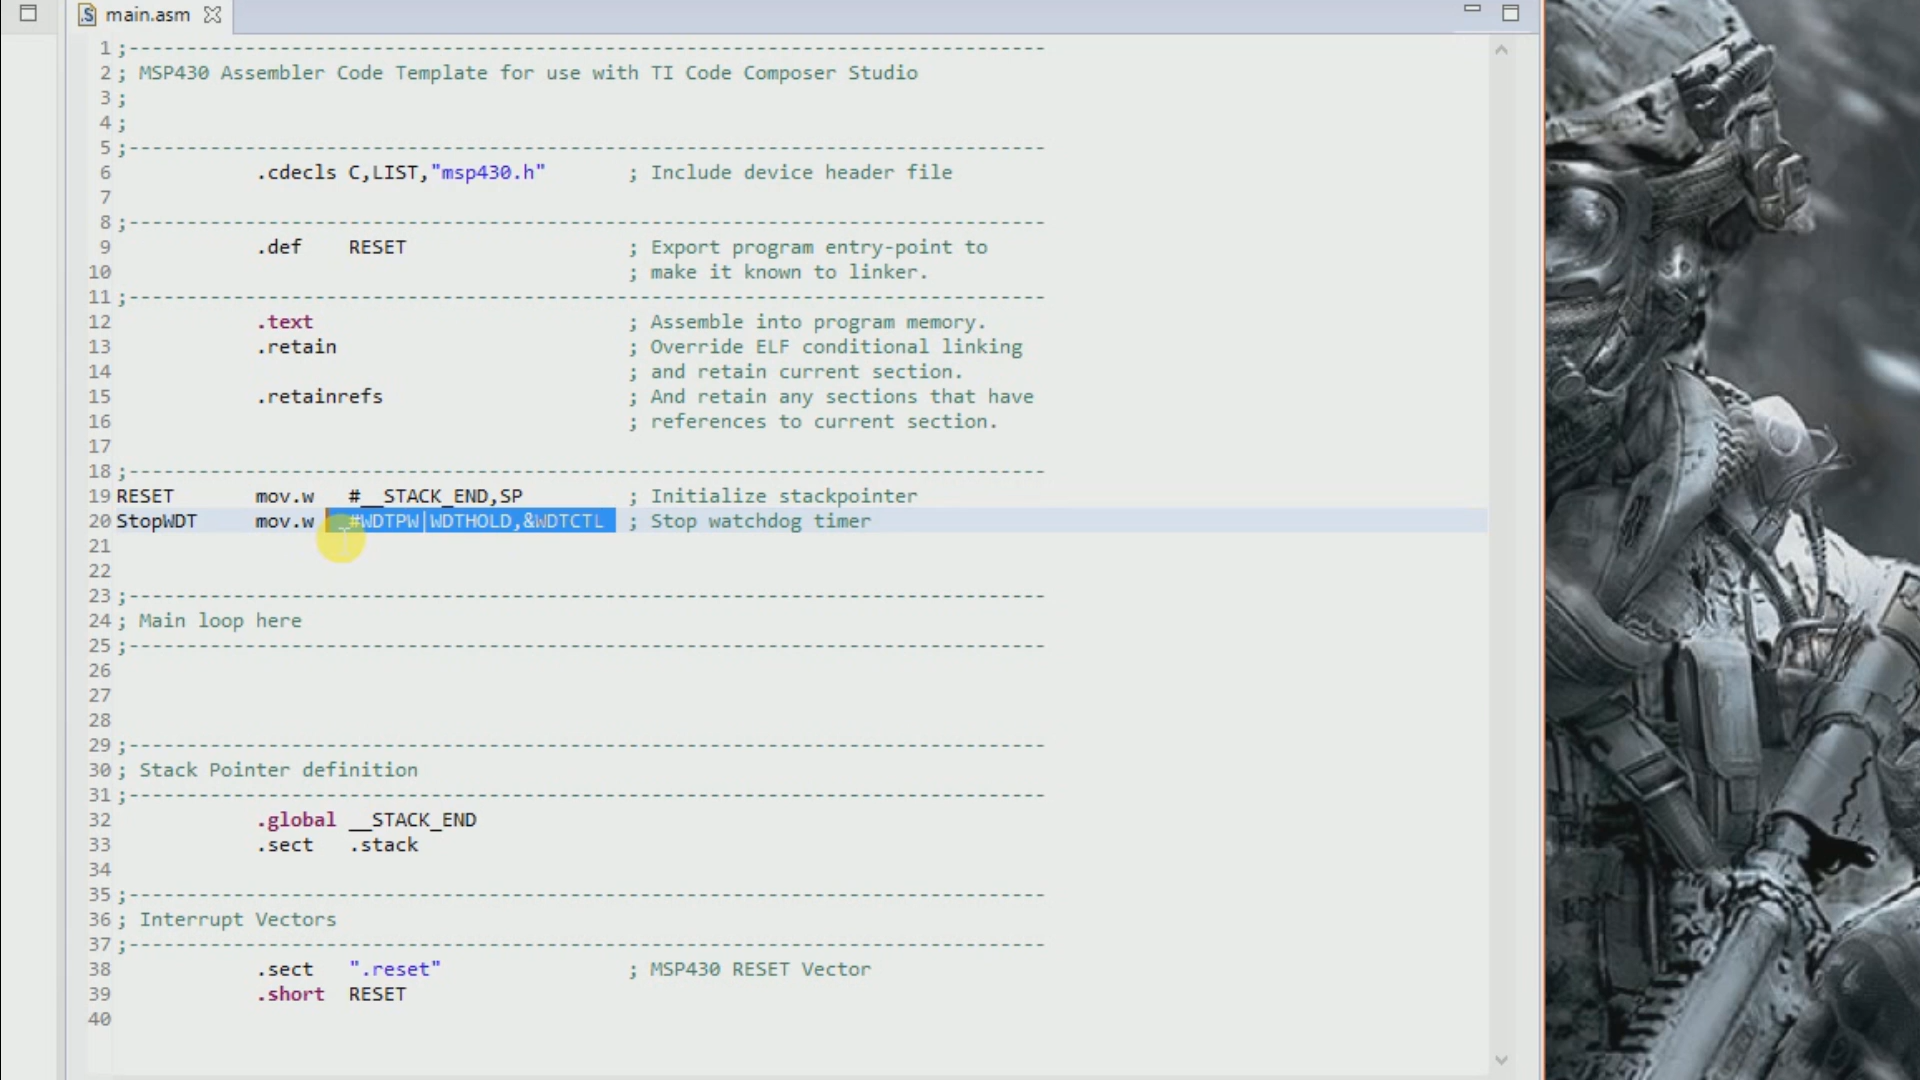 main.asm
1 ;-------------------------------------------------------------------------------
2 ; MSP430 Assembler Code Template for use with TI Code Composer Studio
3 ;
4 ;
5 ;-------------------------------------------------------------------------------
6 .cdecls C,LIST,"msp430.h" ; Include device header file
7
8 ;-------------------------------------------------------------------------------
9 .def RESET ; Export program entry-point to
10 ; make it known to linker.
11 ;-------------------------------------------------------------------------------
12 .text ; Assemble into program memory.
13 .retain ; Override ELF conditional linking
14 ; and retain current section.
15 .retainrefs ; And retain any sections that have
16 ; references to current section.
17
18 ;-------------------------------------------------------------------------------
19 RESET mov.w #__STACK_END,SP ; Initialize stackpointer
20 StopWDT mov.w #WDTPW|WDTHOLD,&WDTCTL ; Stop watchdog timer
21
22
23 ;-------------------------------------------------------------------------------
24 ; Main loop here
25 ;-------------------------------------------------------------------------------
26
27
28
29 ;-------------------------------------------------------------------------------
30 ; Stack Pointer definition
31 ;-------------------------------------------------------------------------------
32 .global __STACK_END
33 .sect .stack
34
35 ;-------------------------------------------------------------------------------
36 ; Interrupt Vectors
37 ;-------------------------------------------------------------------------------
38 .sect ".reset" ; MSP430 RESET Vector
39 .short RESET
40